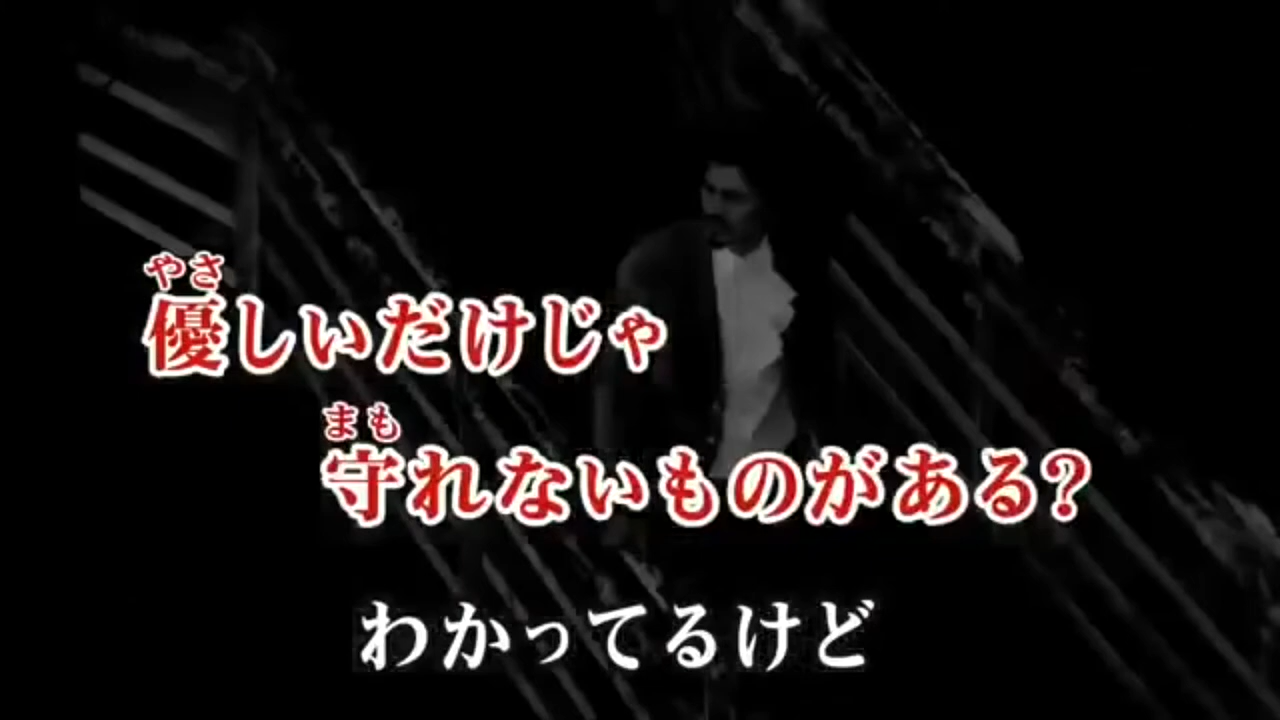 やさ
優しいだけじゃ
まも
守れないものがある?
わかってるけど